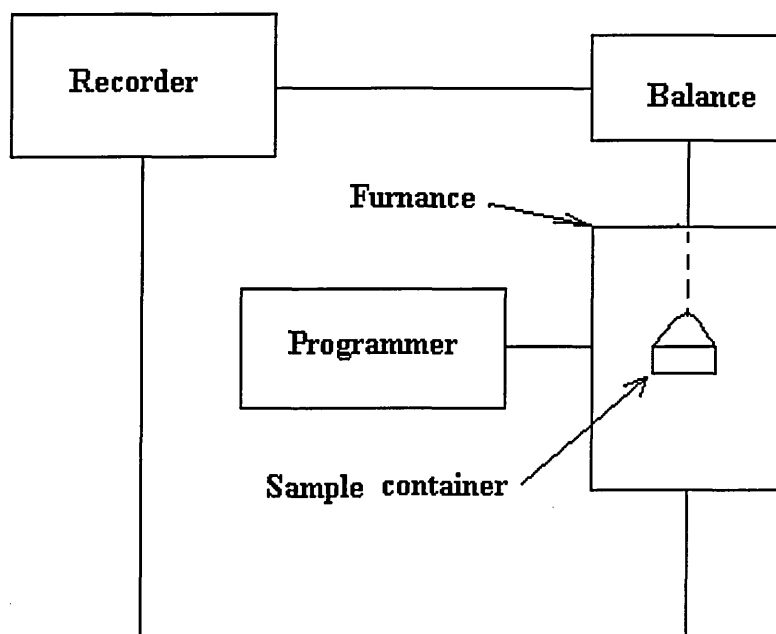 Recorder
Balance
Furnance
Programmer
Sample container